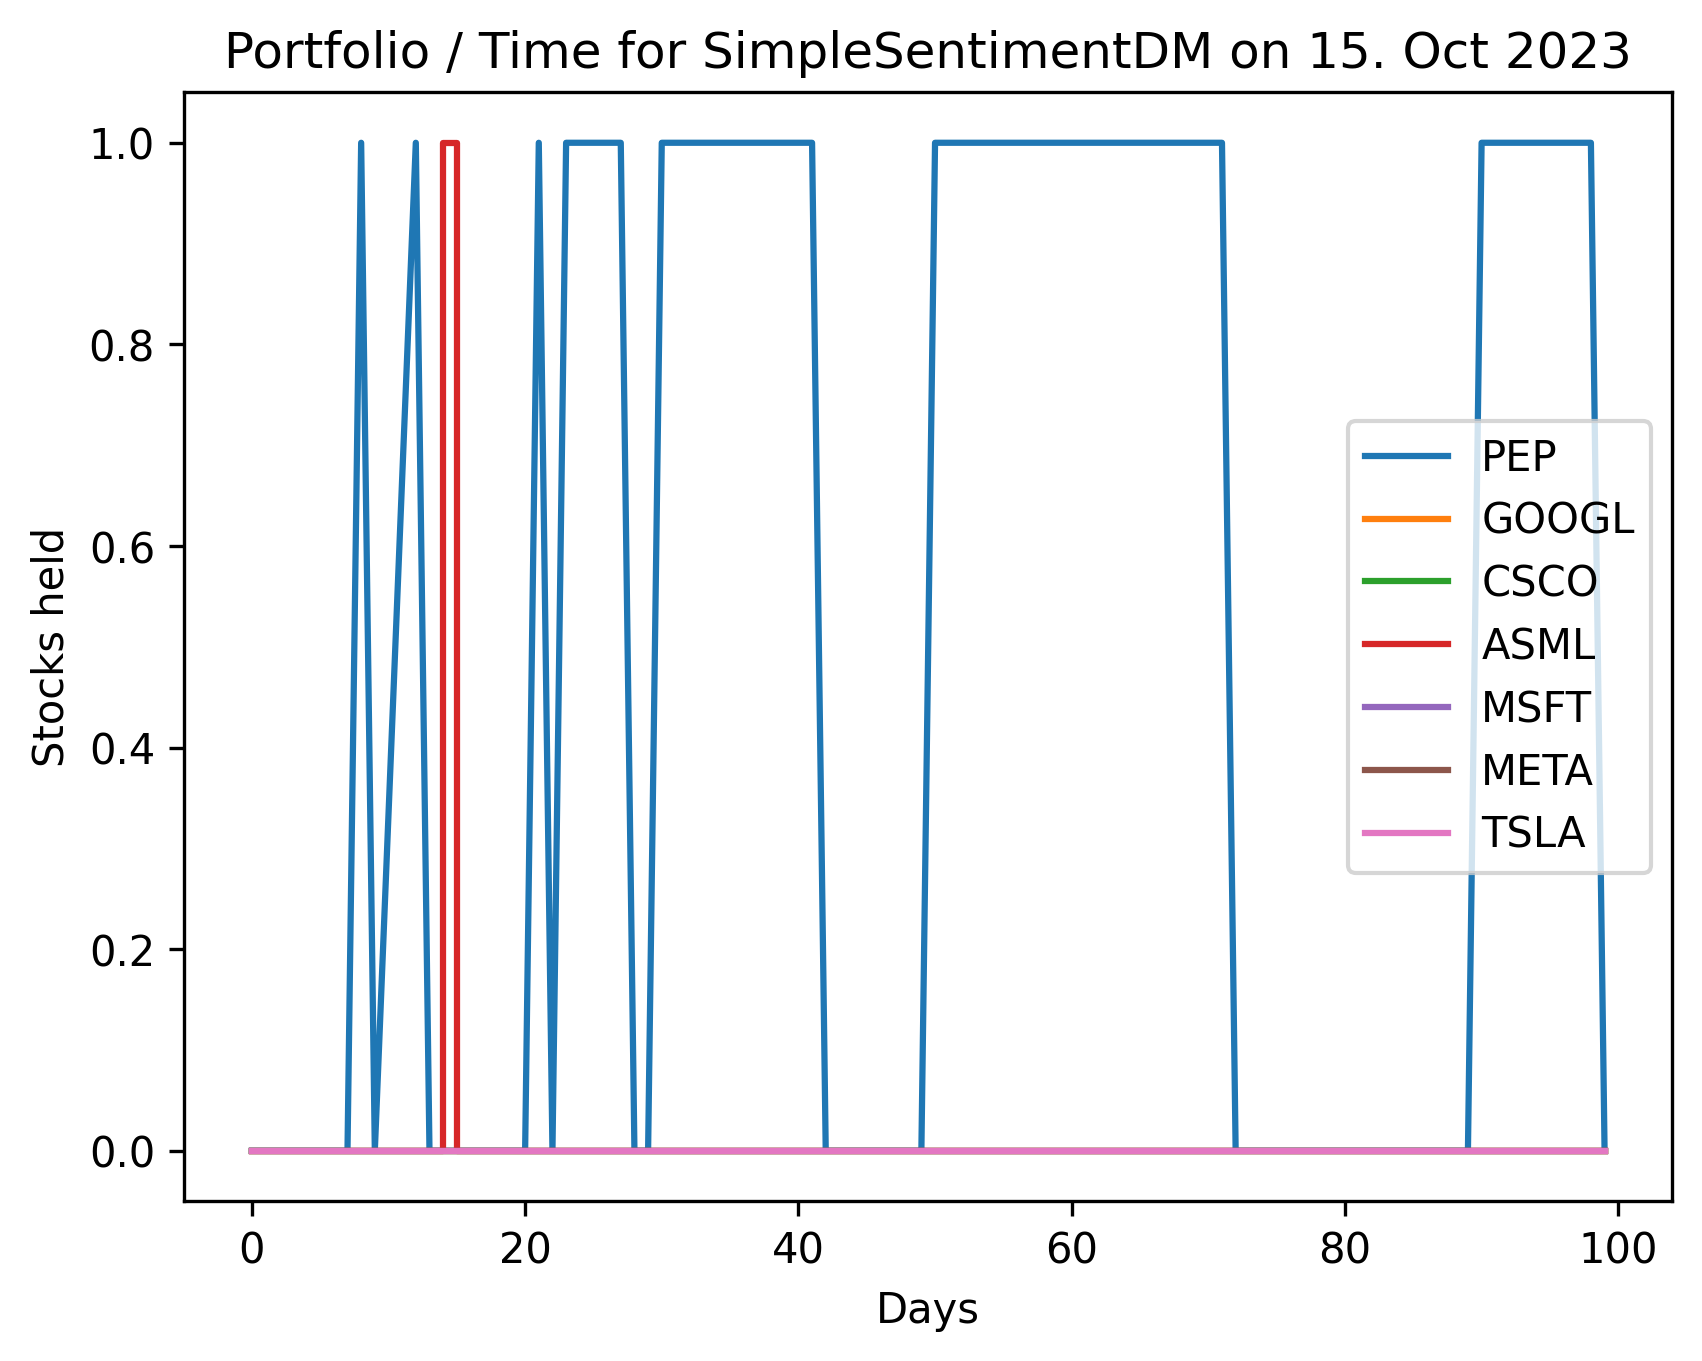 Portfolio / Time for SimpleSentimentDM on 15. Oct 2023
1.0
0.8
0.6
0.4
0.2
0.0
Stocks held
PEP
GOOGL
CSCO
ASML
MSFT
META
TSLA
0 20 40 60 80 100
Days